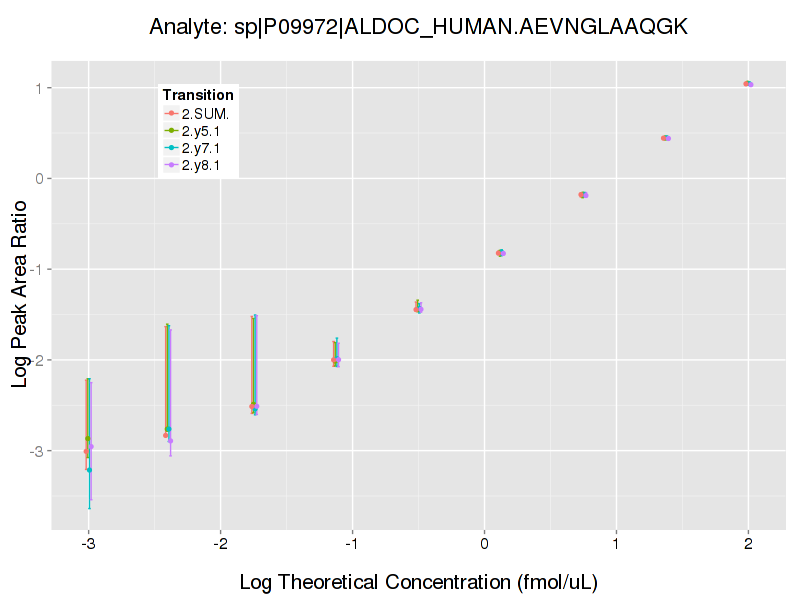 Analyte: sp|P09972|ALDOC_HUMAN.AEVNGLAAQGK
Transition
2.SUM.
2.y5.1
2.y7.1
2.y8.1
1
0
-1
-2
-3
Log Peak Area Ratio
-3
-2
-1
0
1
2
Log Theoretical Concentration (fmol/uL)